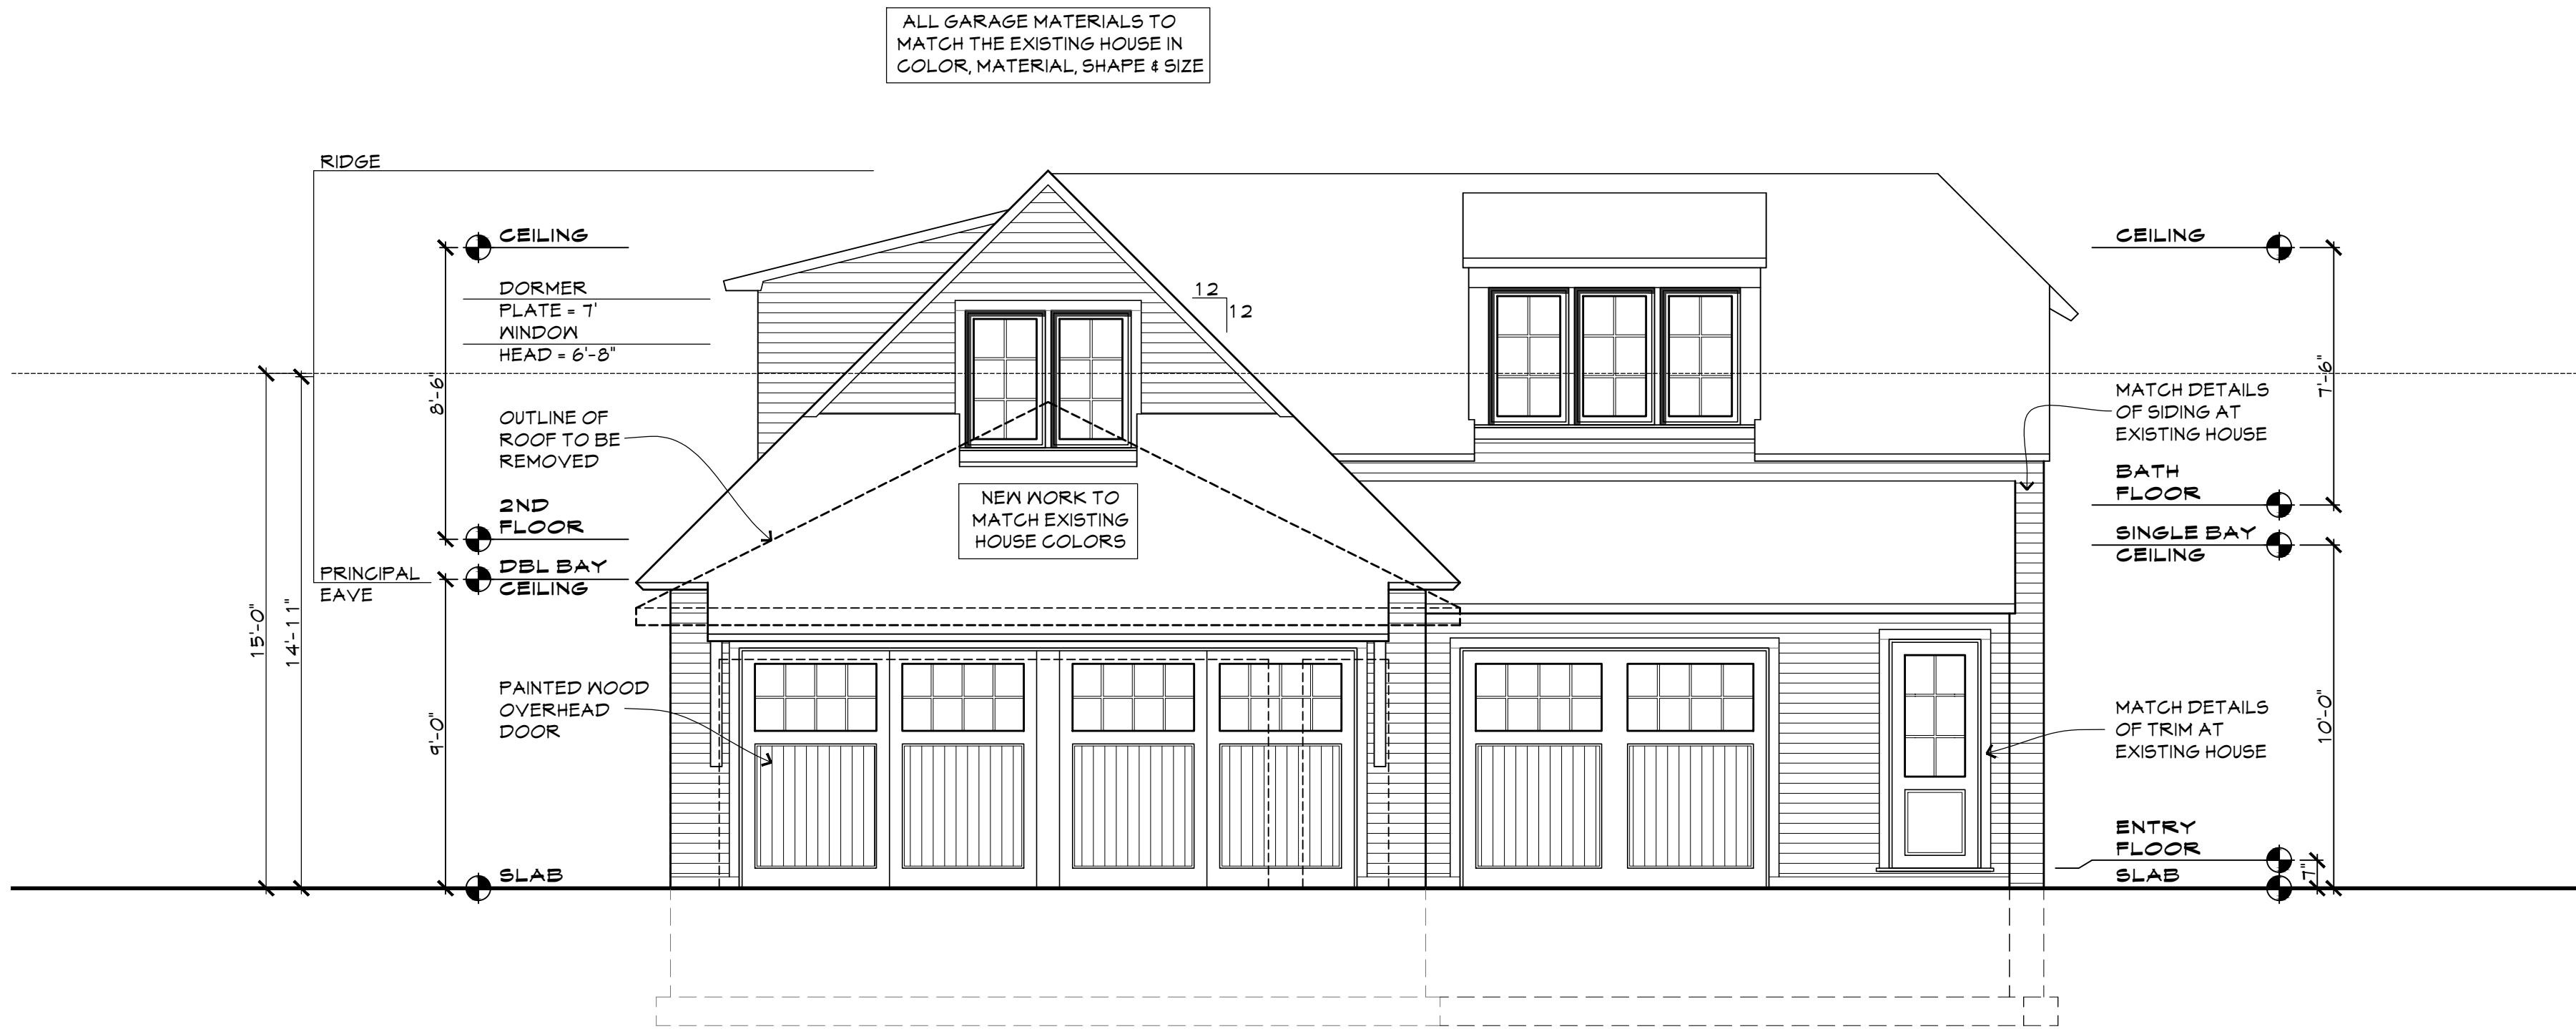 ALL GARAGE MATERIALS TO
MATCH THE EXISTING HOUSE IN
COLOR, MATERIAL, SHAPE & SIZE
RIDGE
CEILING
DORMER
PLATE = 7'
WINDOW
HEAD = 6'-8"
8'-6"
OUTLINE OF
ROOF TO BE
REMOVED
2ND
FLOOR
DBL BAY
CEILING
PRINCIPAL
EAVE
15'-0"
14'-11"
9'-0"
PAINTED WOOD
OVERHEAD
DOOR
SLAB
12
12
NEW WORK TO
MATCH EXISTING
HOUSE COLORS
CEILING
7'-6"
MATCH DETAILS
OF SIDING AT
EXISTING HOUSE
BATH
FLOOR
SINGLE BAY
CEILING
10'-0"
MATCH DETAILS
OF TRIM AT
EXISTING HOUSE
ENTRY
FLOOR
7"
SLAB